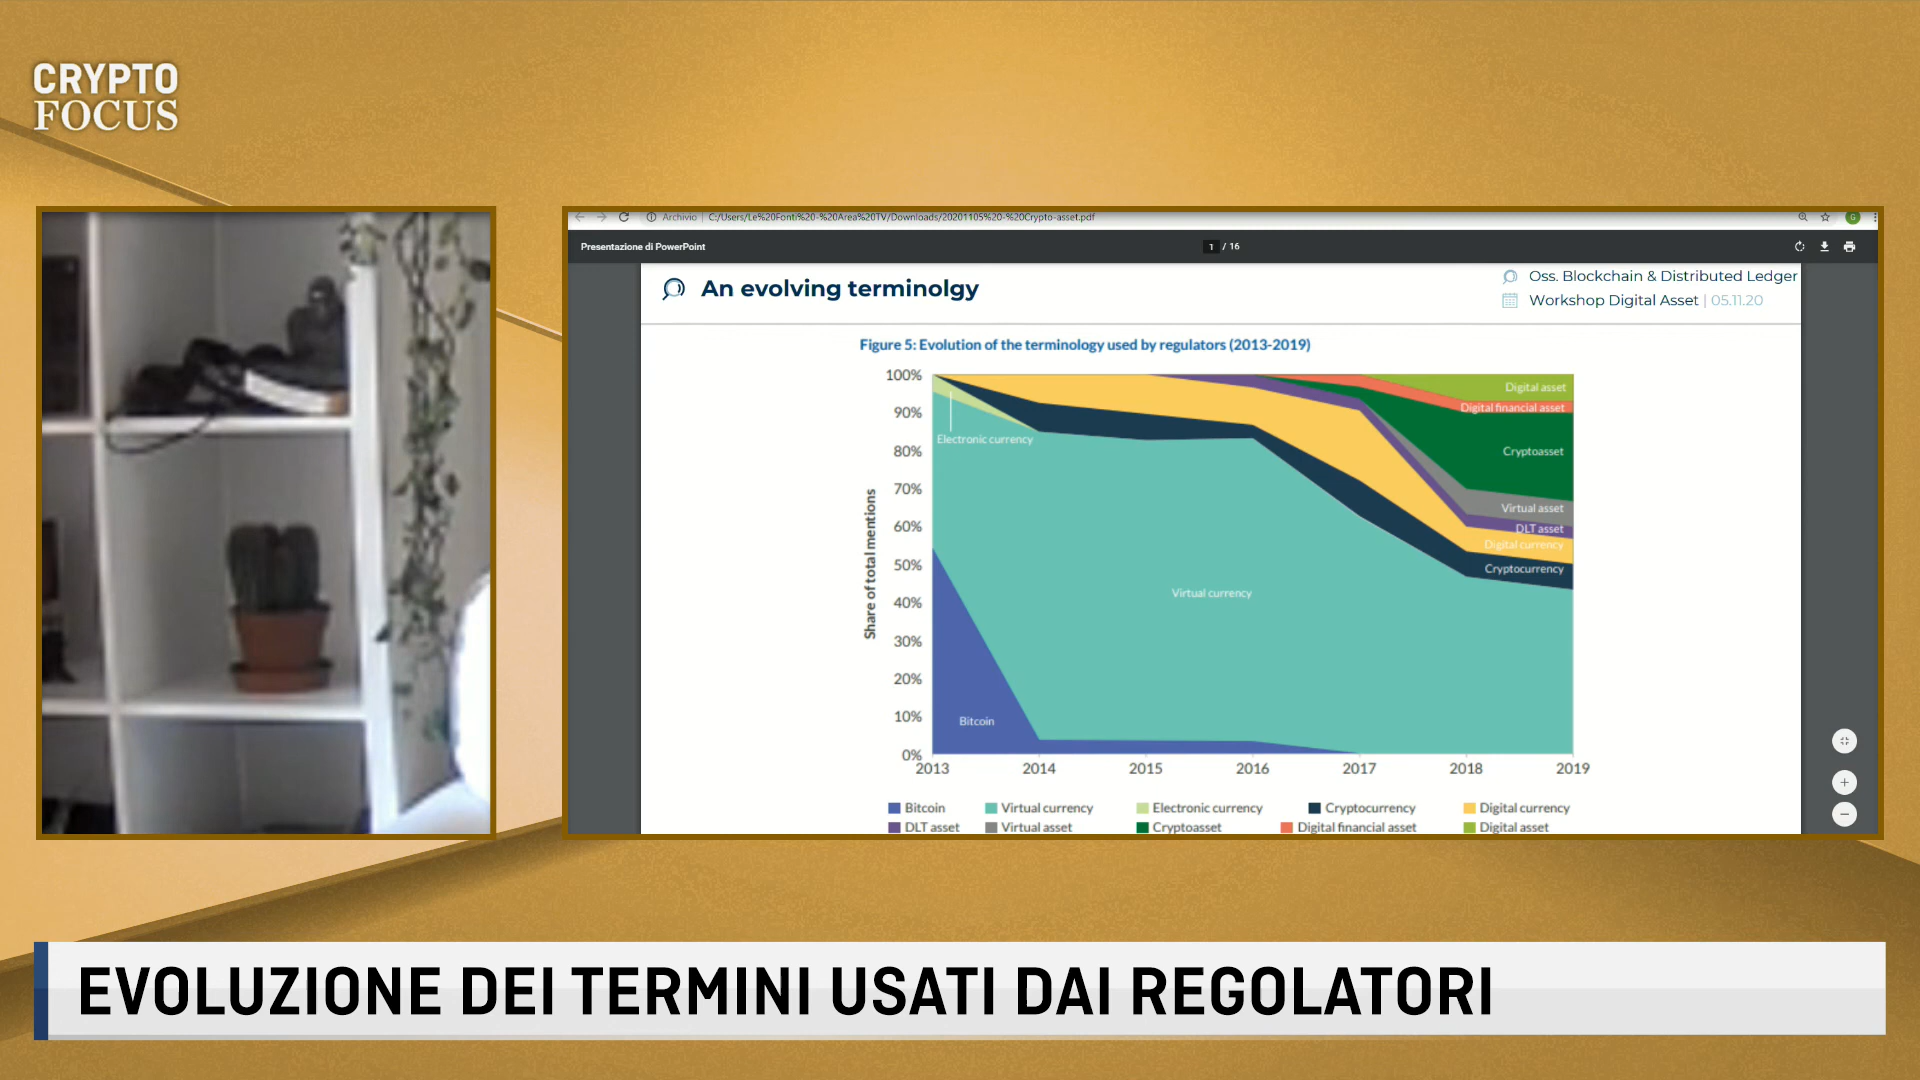 CRYPTO
FOCUS
Archivio | C:/Users/Le%20Fonti%20-%20Area%20TV/Downloads/20201105%20-%20Crypto-asset.pdf
G
Presentazione di PowerPoint
1 / 16
An evolving terminolgy
Oss. Blockchain & Distributed Ledger
Workshop Digital Asset | 05.11.20
Figure 5: Evolution of the terminology used by regulators (2013-2019)
Share of total mentions
100%
90%
80%
70%
60%
50%
40%
30%
20%
10%
0%
Digital asset
Digital financial asset
Electronic currency
Cryptoasset
Virtual asset
DLT asset
Digital currency
Cryptocurrency
Virtual currency
Bitcoin
2013 2014 2015 2016 2017 2018 2019
Bitcoin Virtual currency Electronic currency Cryptocurrency Digital currency
DLT asset Virtual asset Cryptoasset Digital financial asset Digital asset
EVOLUZIONE DEI TERMINI USATI DAI REGOLATORI